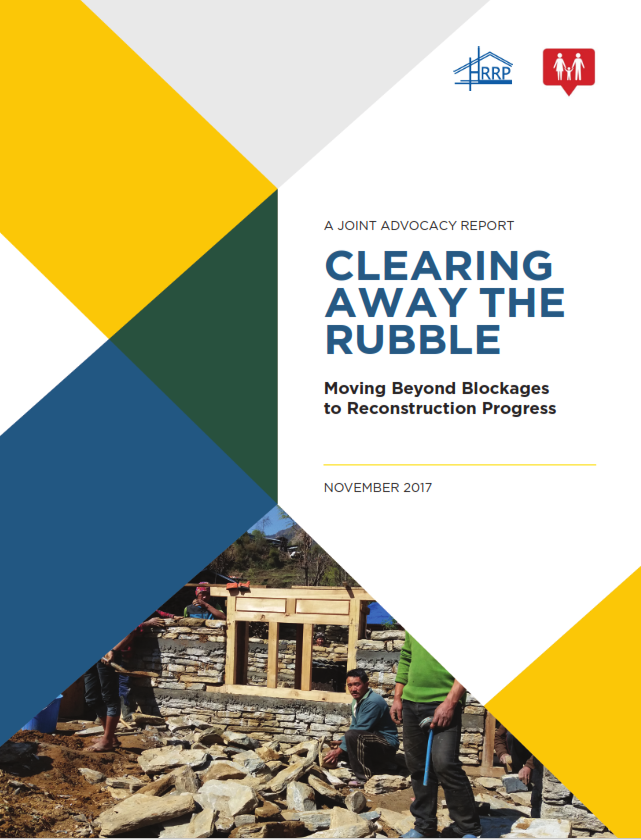 HRRP
A JOINT ADVOCACY REPORT
CLEARING
AWAY THE
RUBBLE
Moving Beyond Blockages
to Reconstruction Progress
NOVEMBER 2017